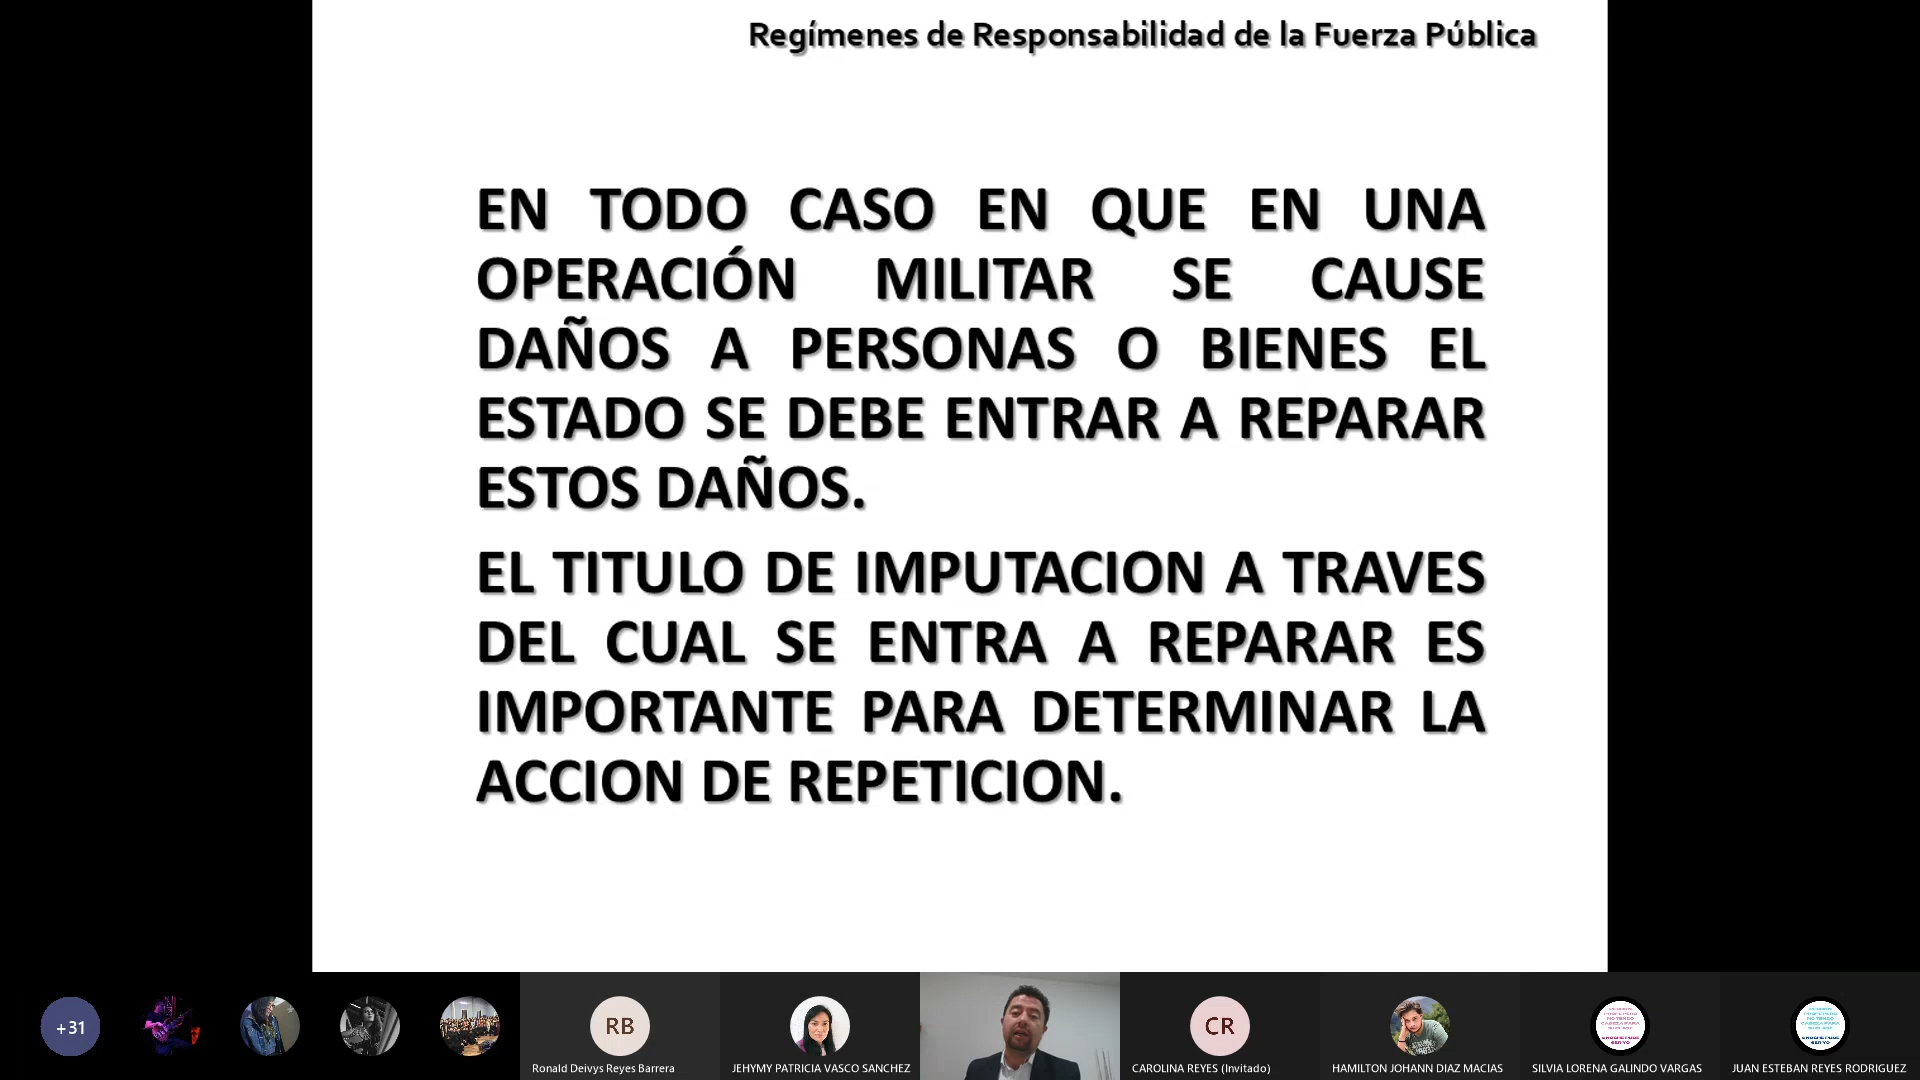 Regímenes de Responsabilidad de la Fuerza Pública
EN TODO CASO EN QUE EN UNA
OPERACIÓN MILITAR SE CAUSE
DAÑOS A PERSONAS O BIENES EL
ESTADO SE DEBE ENTRAR A REPARAR
ESTOS DAÑOS.
EL TITULO DE IMPUTACION A TRAVES
DEL CUAL SE ENTRA A REPARAR ES
IMPORTANTE PARA DETERMINAR LA
ACCION DE REPETICION.
+31
RB
CR
Ronald Deivys Reyes Barrera
JEHYMY PATRICIA VASCO SANCHEZ
CAROLINA REYES (Invitado)
HAMILTON JOHANN DIAZ MACIAS
SILVIA LORENA GALINDO VARGAS
JUAN ESTEBAN REYES RODRIGUEZ